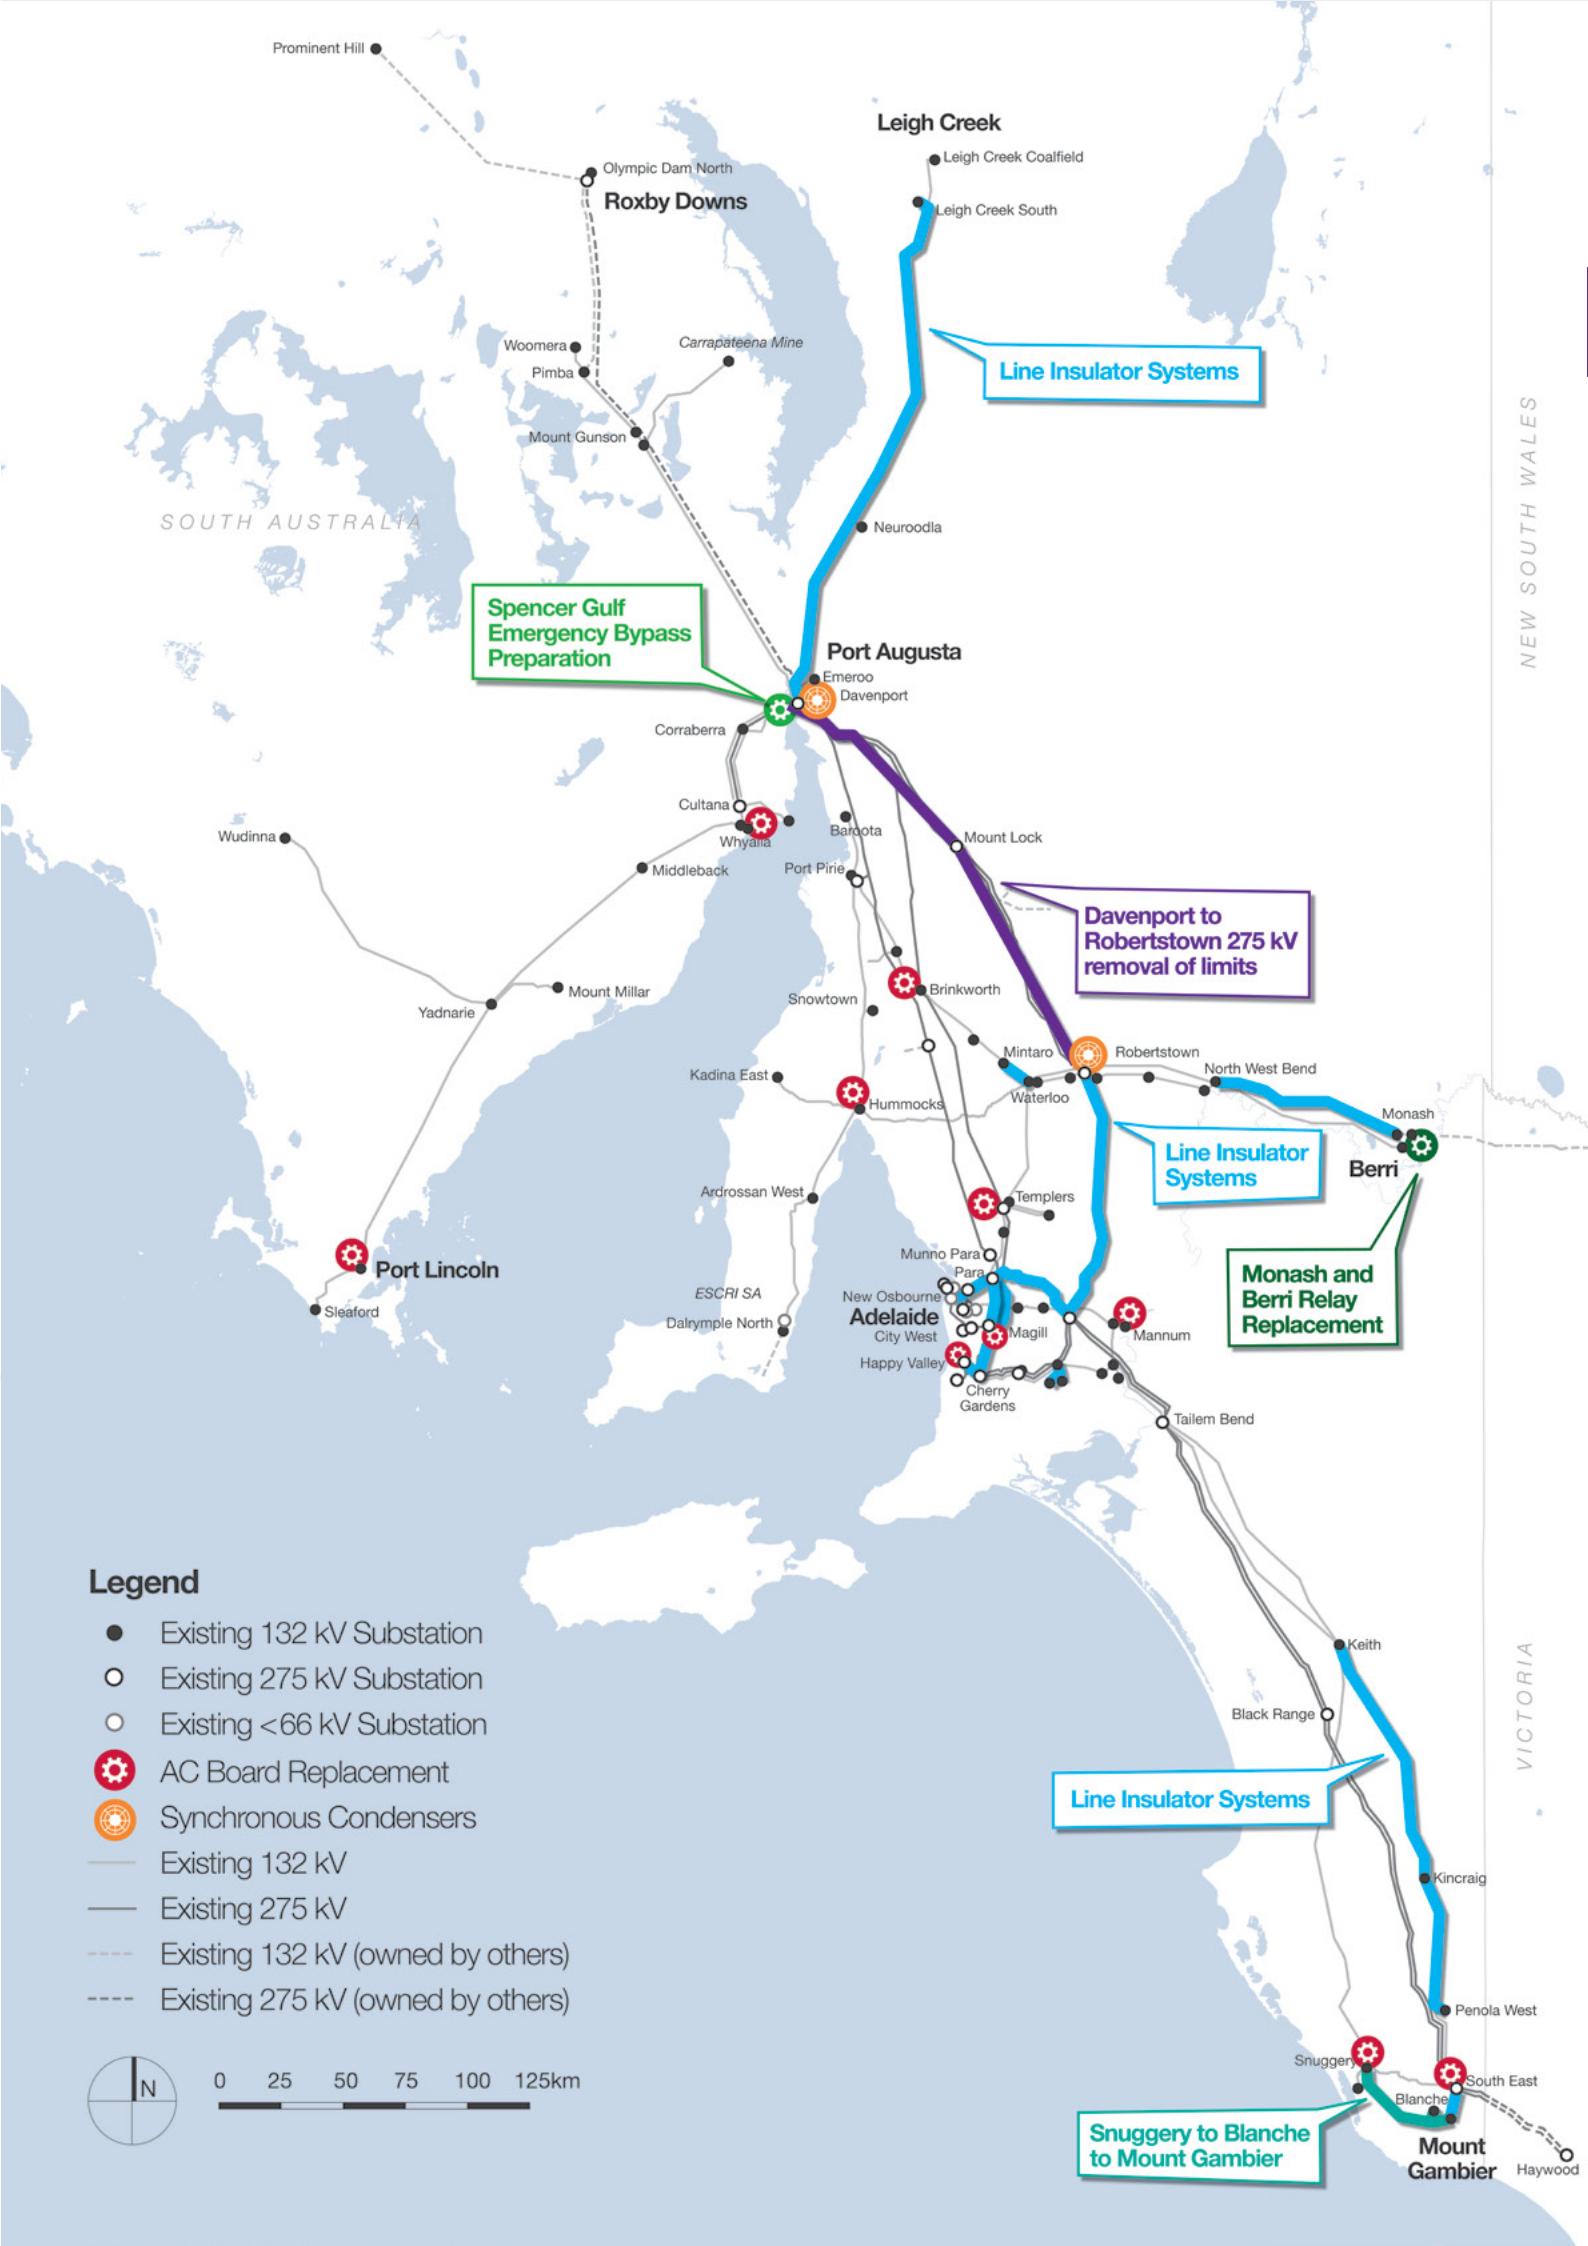 Prominent Hill
Leigh Creek
Leigh Creek Coalfield
Olympic Dam North
Roxby Downs
Leigh Creek South
Woomera
Carrapateena Mine
Pimba
Line Insulator Systems
Mount Gunson
SOUTH AUSTRALIA
NEW SOUTH WALES
Neuroodla
Spencer Gulf
Emergency Bypass
Preparation
Port Augusta
Emeroo
Davenport
Corraberra
Cultana
Whyalla
Baroota
Wudinna
Mount Lock
Port Pirie
Middleback
Davenport to
Robertstown 275 kV
removal of limits
Brinkworth
Mount Millar
Snowtown
Yadnarie
Mintaro
Robertstown
North West Bend
Kadina East
Waterloo
Hummocks
Monash
Line Insulator
Systems
Berri
Ardrossan West
Templers
Munno Para
Para
Port Lincoln
Monash and
Berri Relay
Replacement
ESCRI SA
New Osbourne
Sleaford
Adelaide
Dalrymple North
City West
Magill
Mannum
Happy Valley
Cherry
Gardens
Tailem Bend
Legend
Existing 132 kV Substation
Existing 275 kV Substation
Existing <66 kV Substation
AC Board Replacement
Synchronous Condensers
Existing 132 kV
Existing 275 kV
Existing 132 kV (owned by others)
Existing 275 kV (owned by others)
N
0 25 50 75 100 125km
Keith
VICTORIA
Black Range
Line Insulator Systems
Kincraig
Penola West
Snuggery
South East
Blanche
Snuggery to Blanche
to Mount Gambier
Mount
Gambier
Haywood